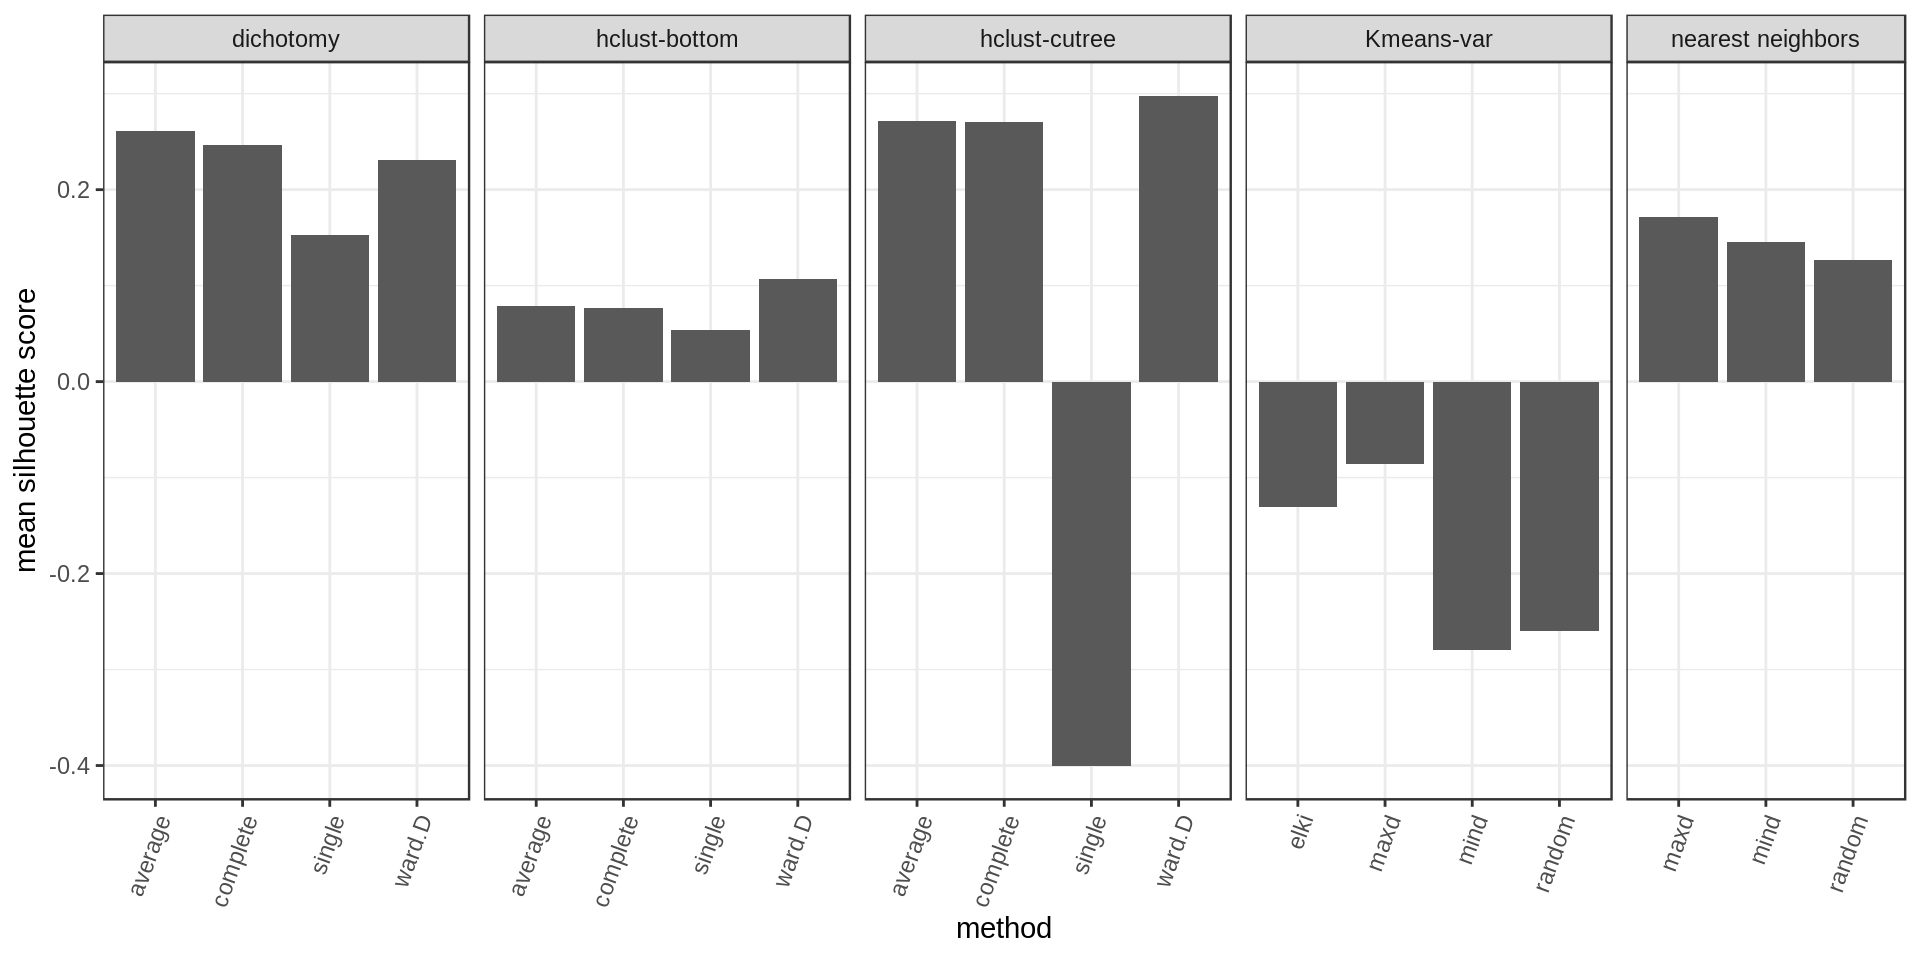 dichotomy
hclust-bottom
hclust-cutree
Kmeans-var
nearest neighbors
mean silhouette score
0.2
0.0
-0.2
-0.4
average
complete
single
ward.D
average
complete
single
ward.D
average
complete
single
ward.D
elki
maxd
mind
random
maxd
mind
random
method